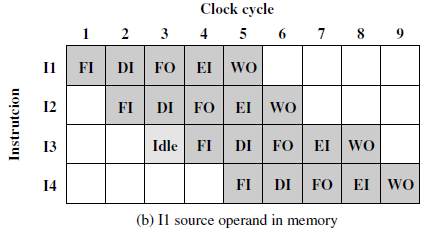 Clock cycle
1 2 3 4 5 6 7 8 9
Instrutcion
I1 FI DI FO EI WO
I2 FI DI FO EI WO
I3 Idle FI DI FO EI WO
I4 FI DI FO EI WO
(b) I1 source operand in memory